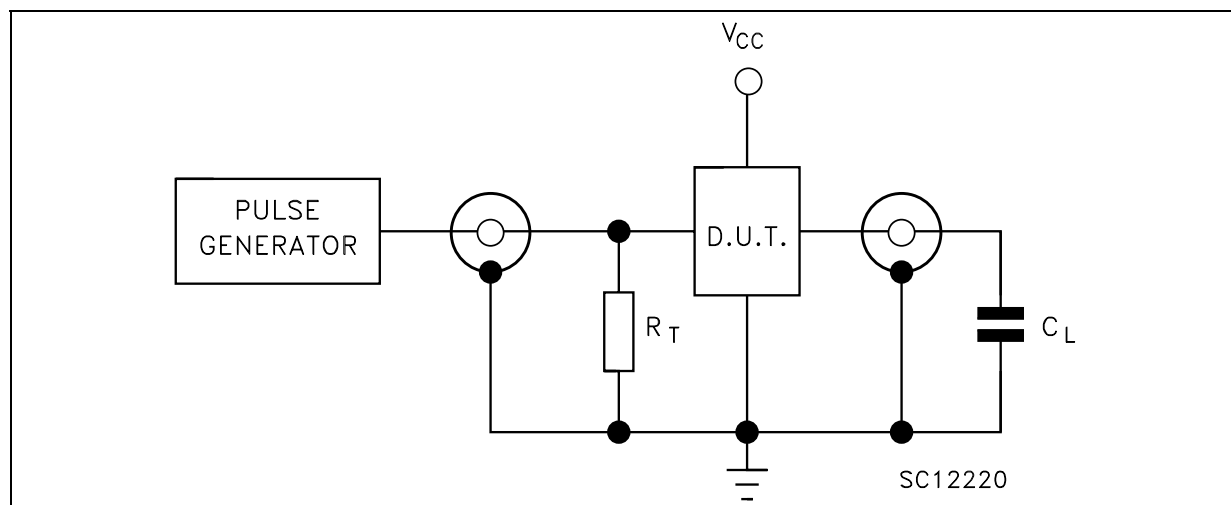 VCC
PULSE
GENERATOR
D.U.T.
RT
CL
SC12220